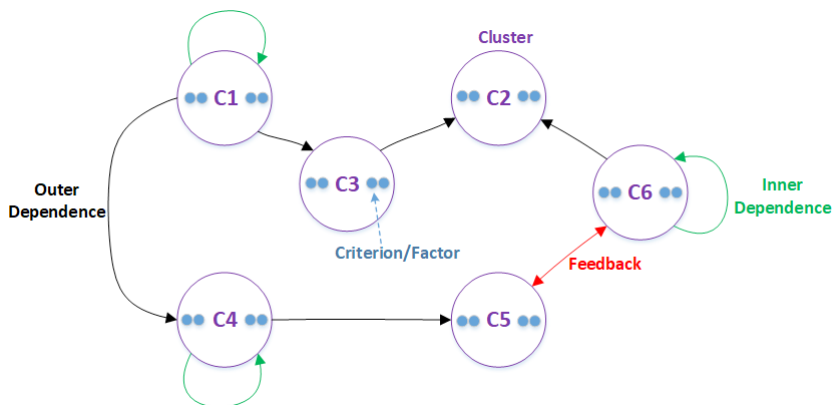 Cluster
C1
C2
C3
C6
Outer
Dependence
Inner
Dependence
Criterion/Factor
Feedback
C4
C5